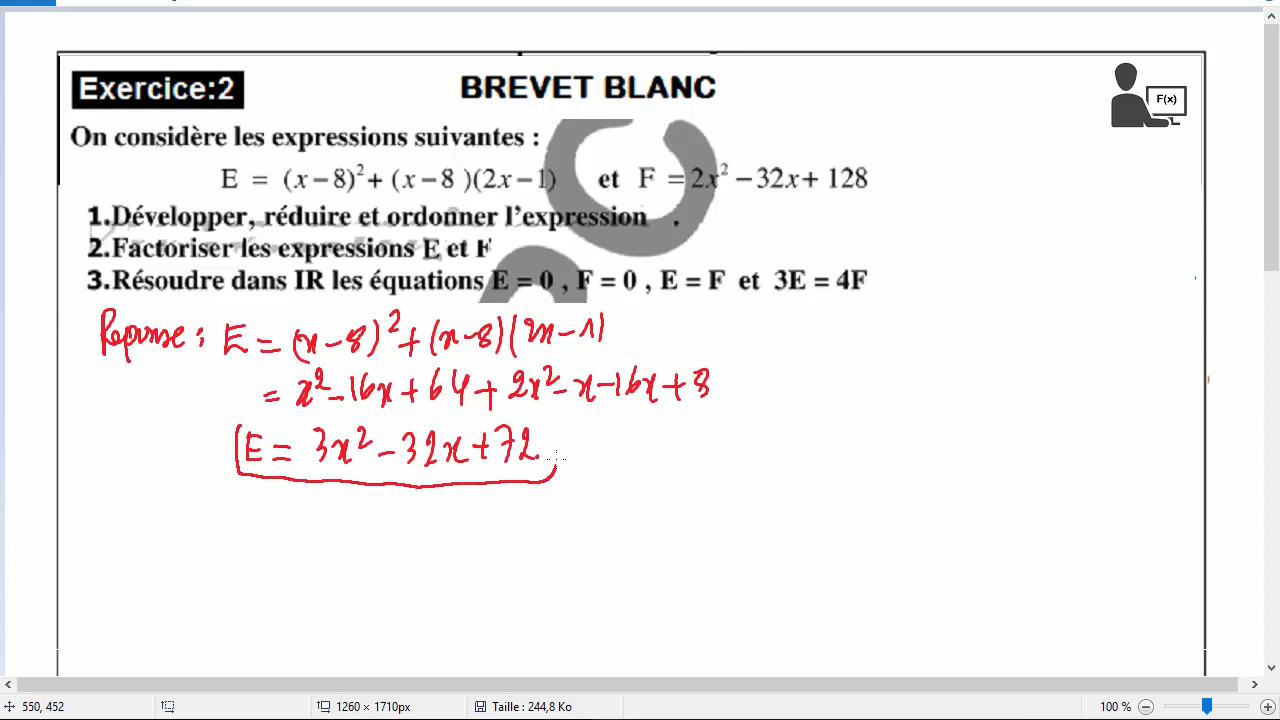 Exercice:2 BREVET BLANC
F(x)
On considère les expressions suivantes :
E = (x−8)²+ (x−8 )(2x−1) et F = 2x² −32x+ 128
1.Développer, réduire et ordonner l'expression .
2.Factoriser les expressions E et F
3.Résoudre dans IR les équations E = 0 , F = 0 , E = F et 3E = 4F
Reponse : E = (x−8)²+(x−8)(2x−1)
= x²−16x+64+2x²−x−16x+8
E = 3x²−32x+72
550, 452 1260 × 1710px Tille : 244,8 Ko 100 %